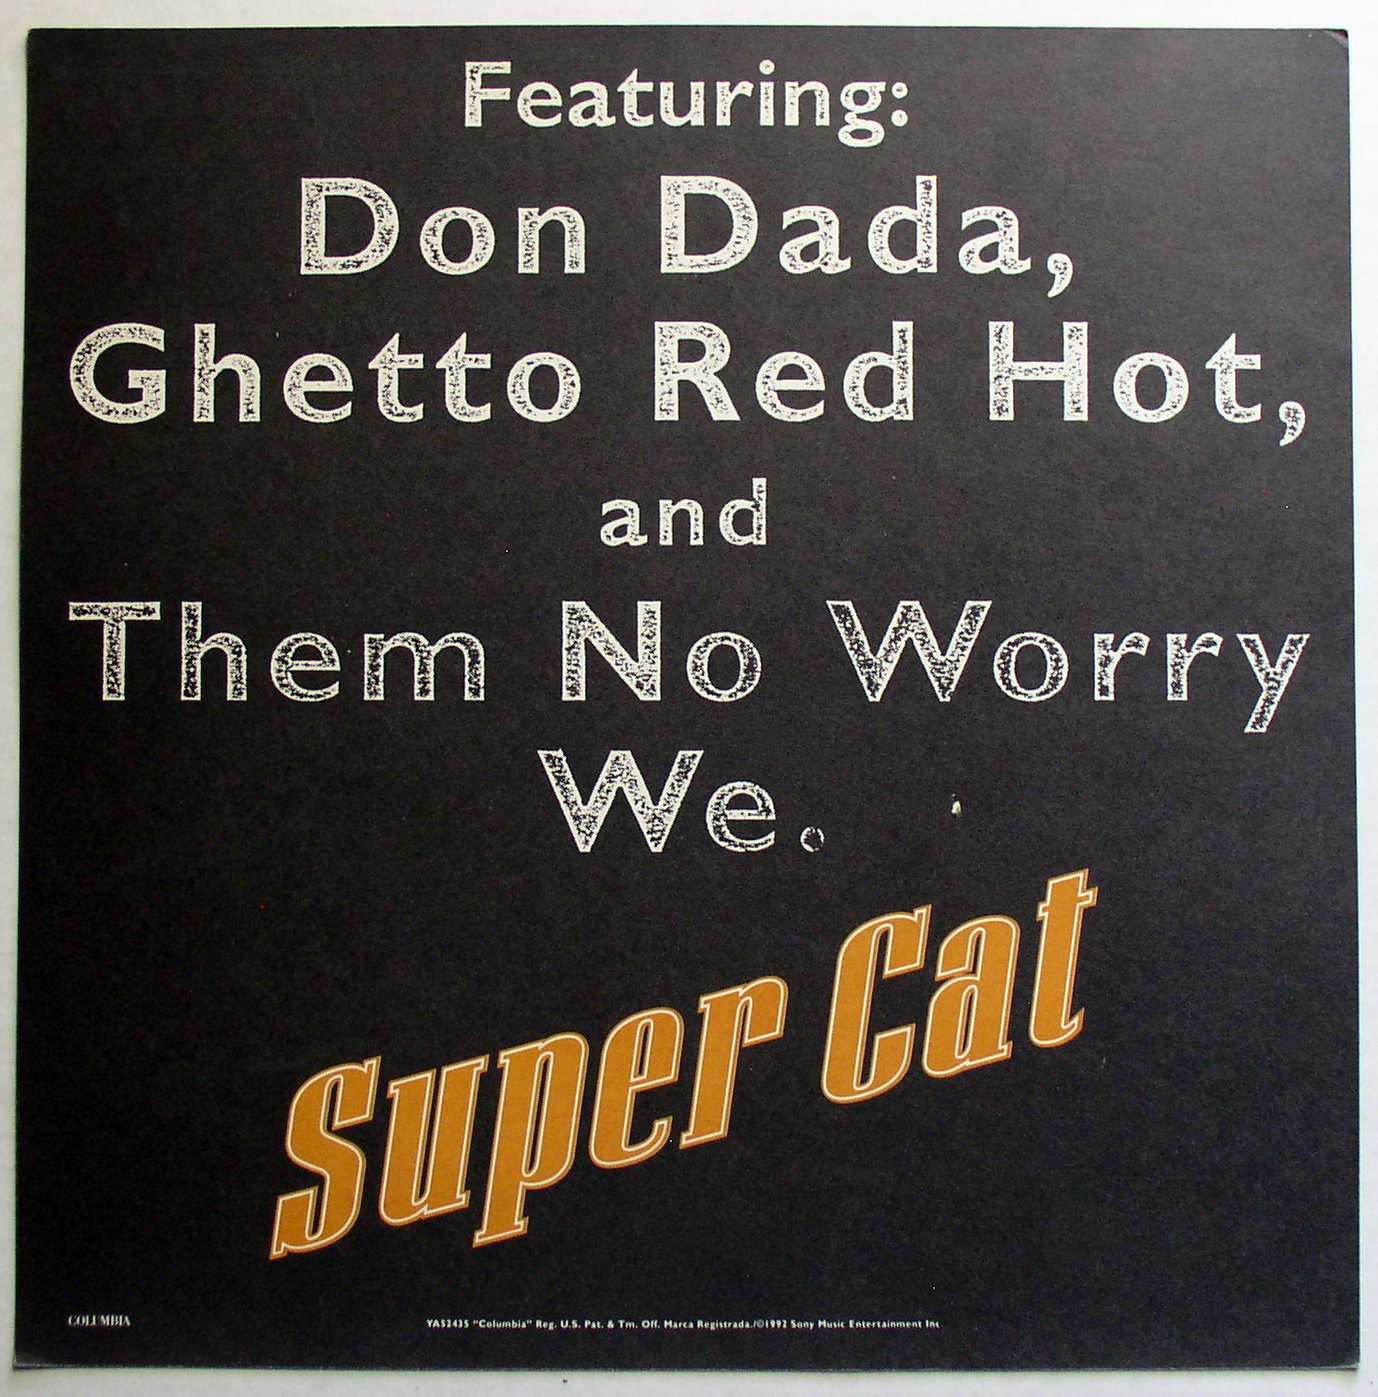 Featuring:
Don Dada,
Ghetto Red Hot,
and
Them No Worry
We.
Super Cat
COLUMBIA
YAS2435 "Columbia" Reg. U.S. Pat. & Tm. Off. Marca Registrada./©1992 Sony Music Entertainment Inc